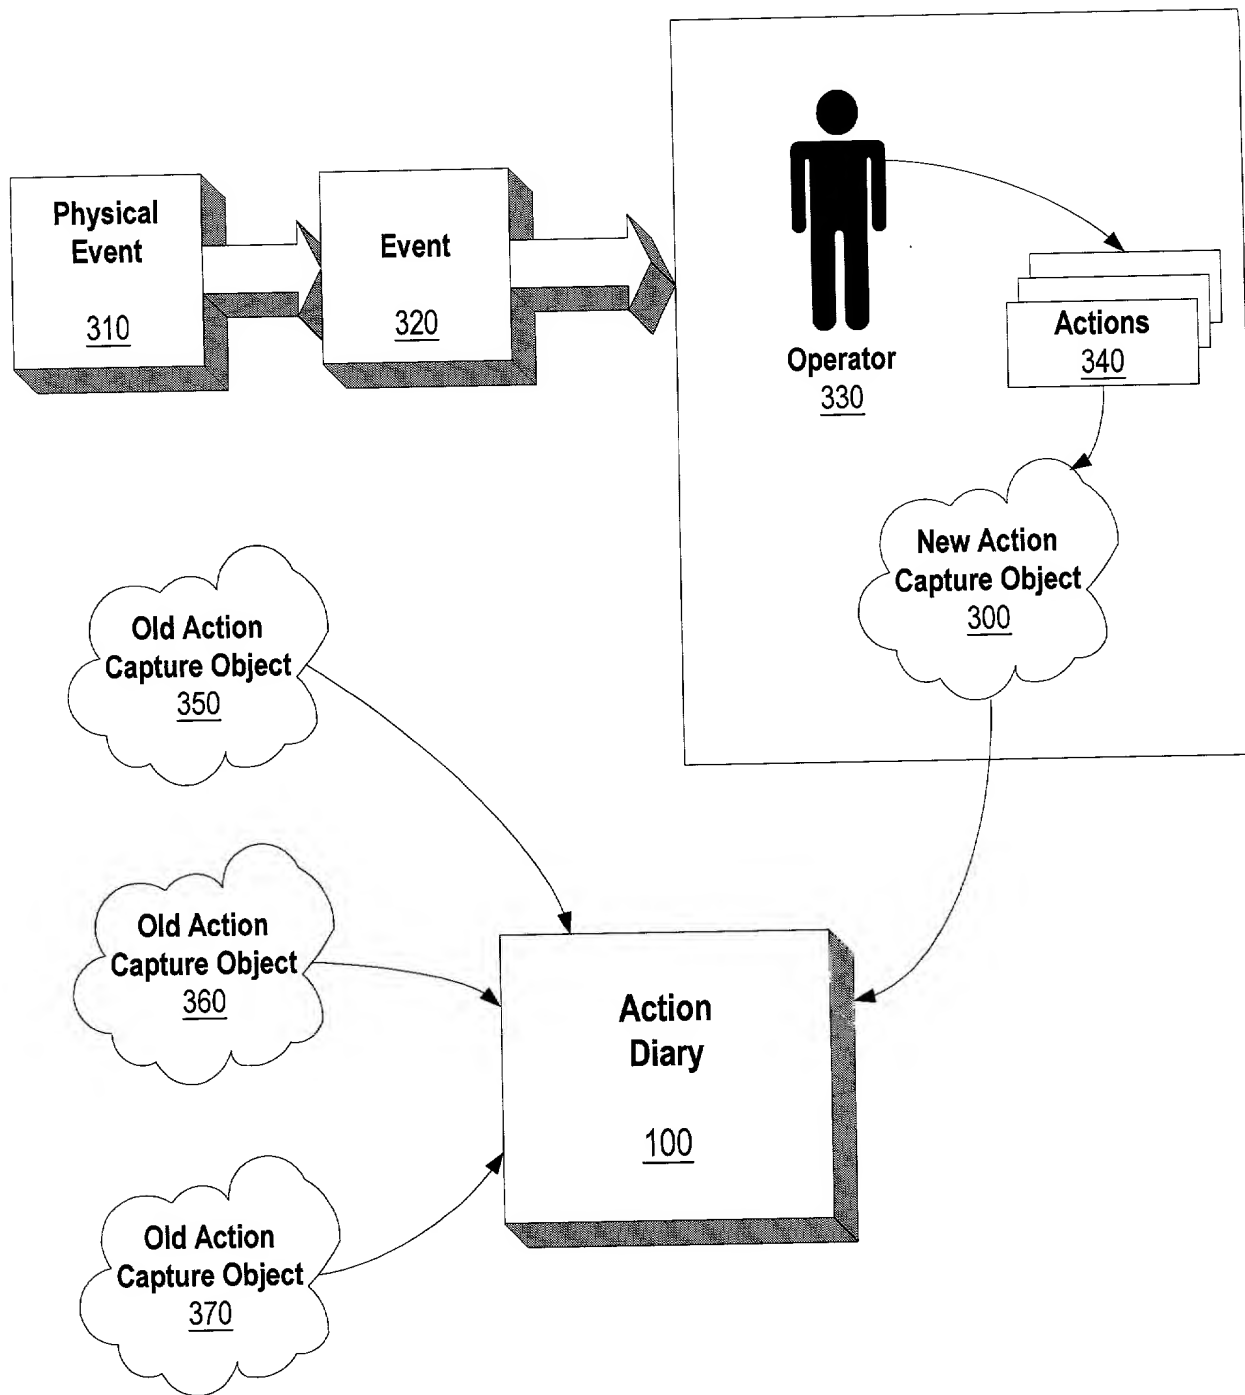 Physical
Event
310
Event
320
Operator
330
Actions
340
New Action
Capture Object
300
Old Action
Capture Object
350
Old Action
Capture Object
360
Old Action
Capture Object
370
Action
Diary
100